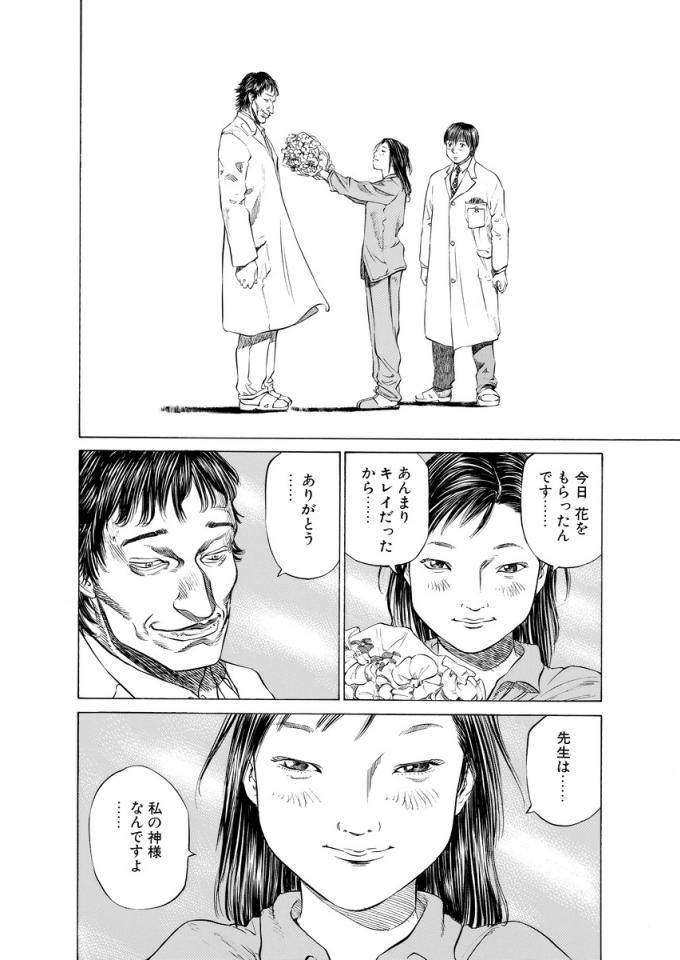 今日 花を
もらったん
です……
あんまり
キレイだった
から……
ありがとう
……
先生は……
私の神様
なんですよ
……